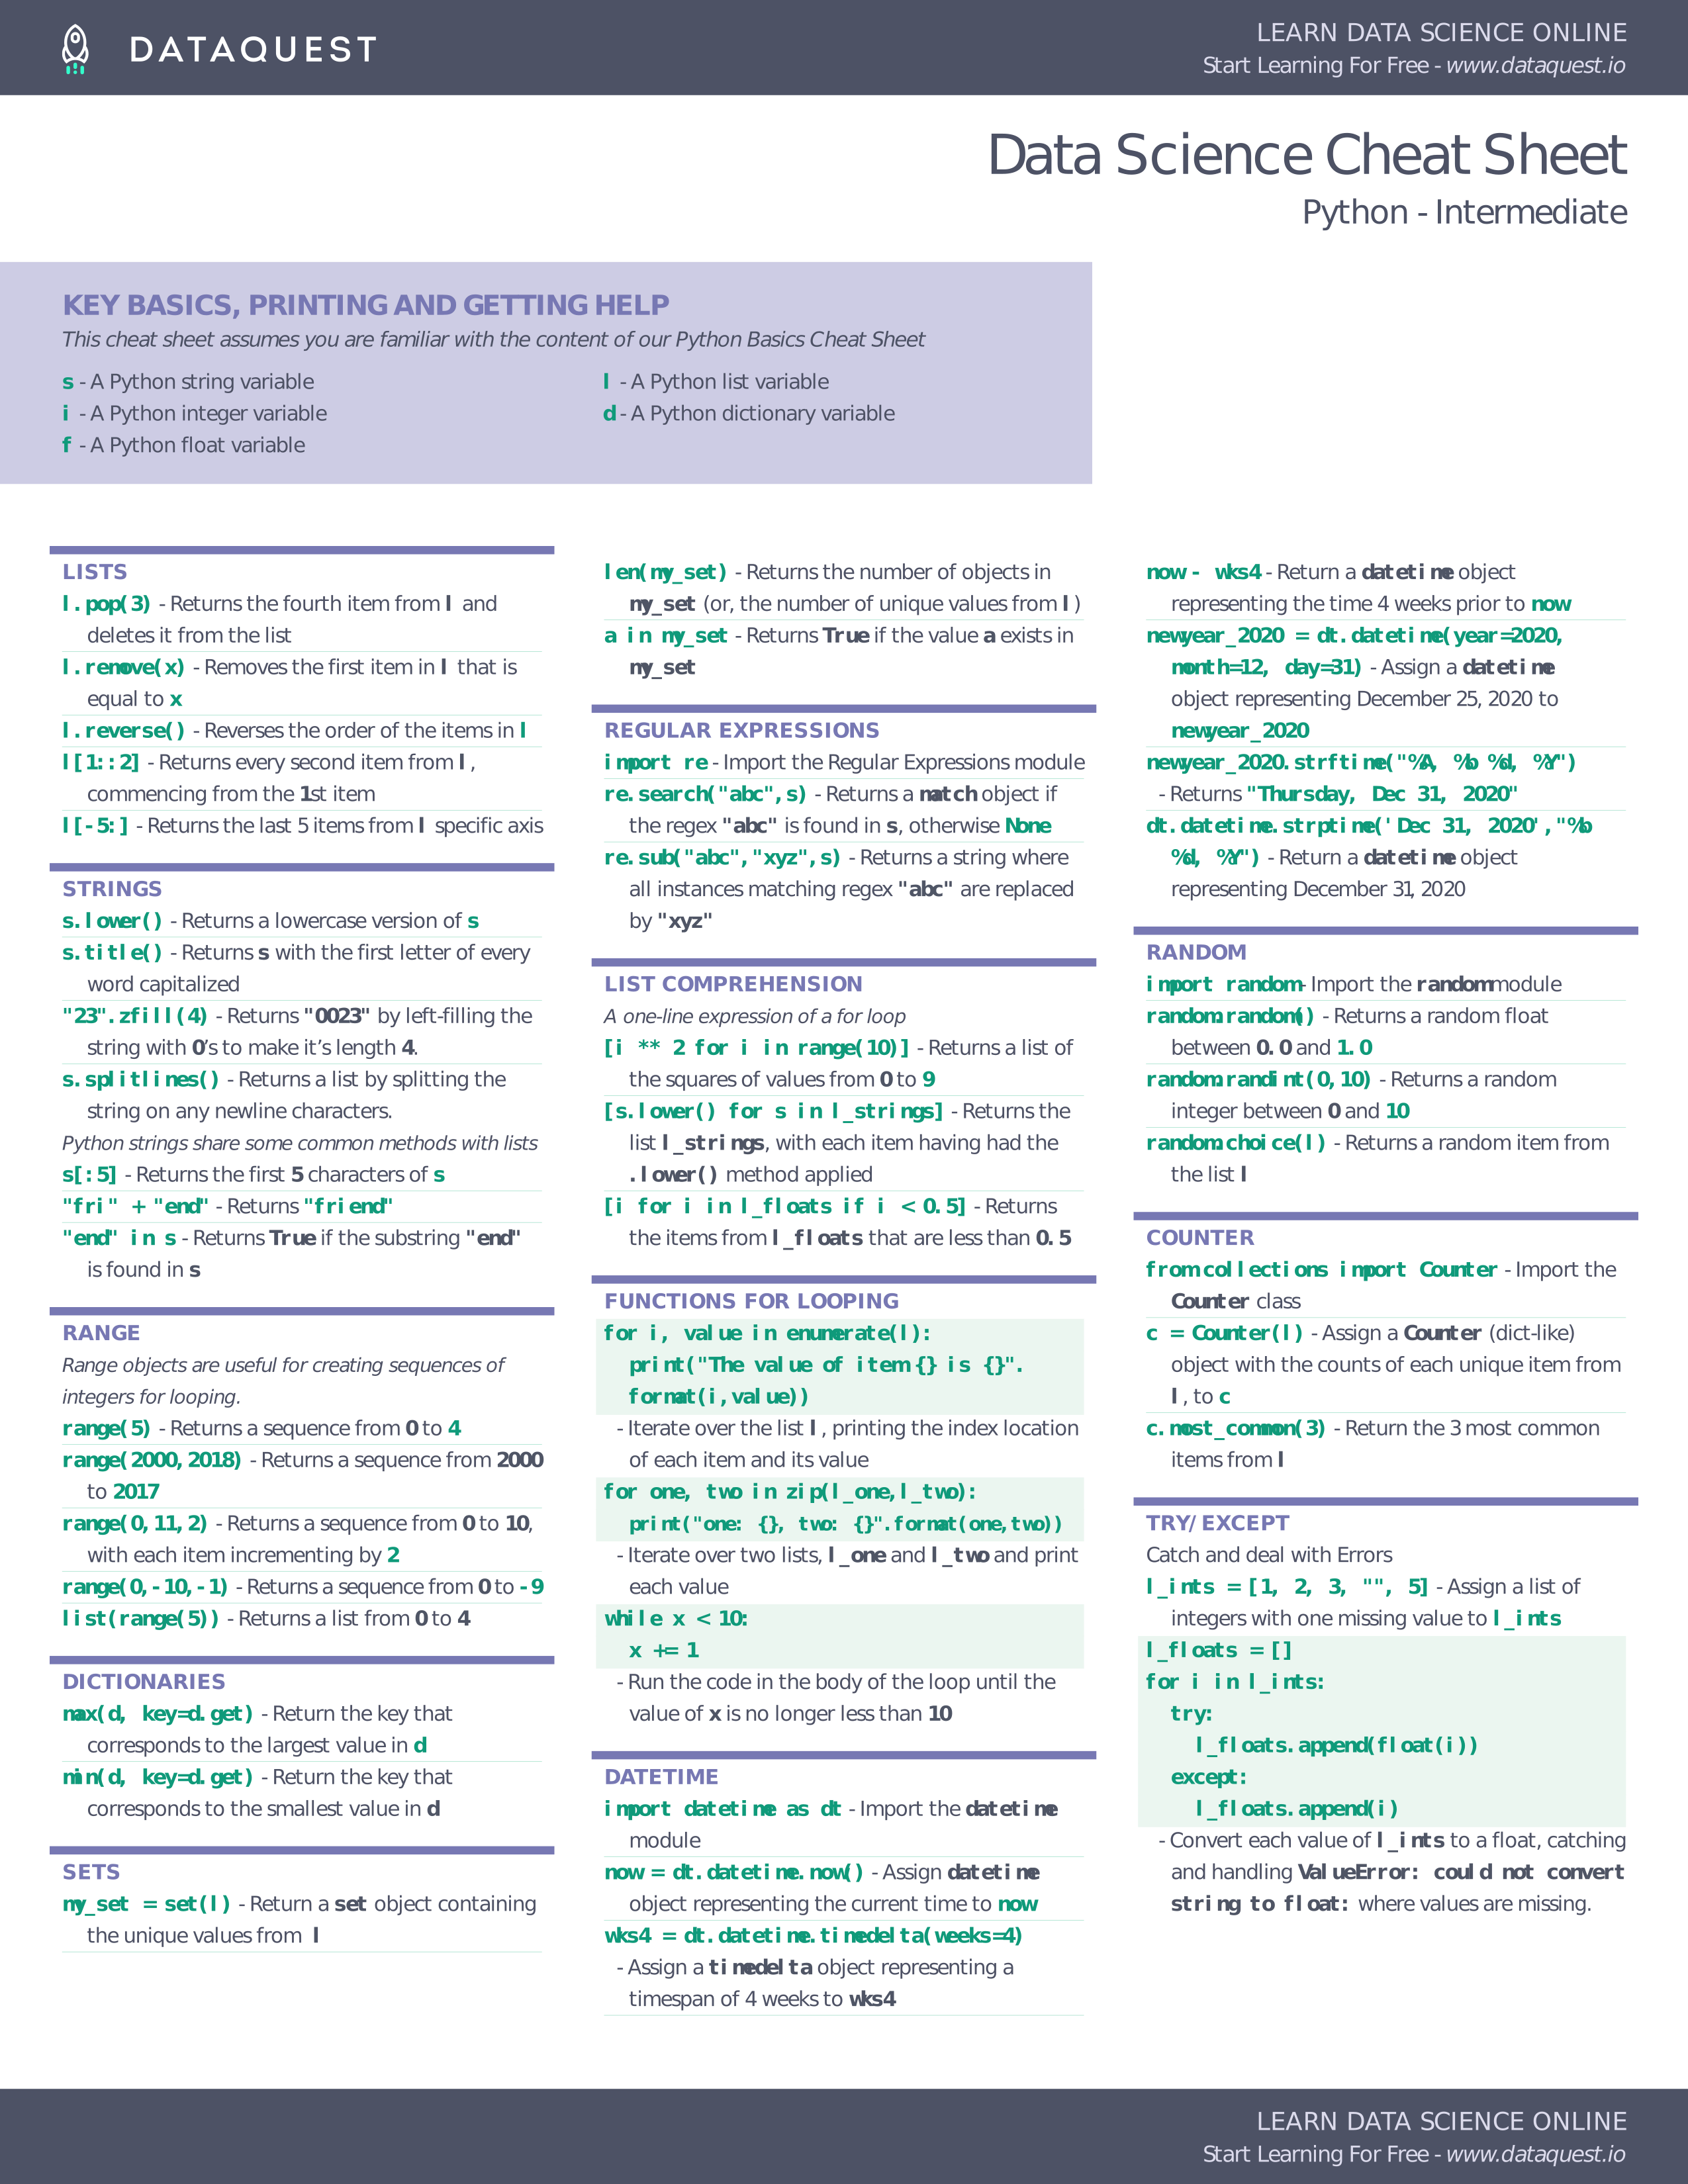 DATAQUEST
LEARN DATA SCIENCE ONLINE
Start Learning For Free - www.dataquest.io
Data Science Cheat Sheet
Python - Intermediate
KEY BASICS, PRINTING AND GETTING HELP
This cheat sheet assumes you are familiar with the content of our Python Basics Cheat Sheet
s - A Python string variable
i - A Python integer variable
f - A Python float variable
l - A Python list variable
d - A Python dictionary variable
LISTS
l.pop(3) - Returns the fourth item from l and
deletes it from the list
l.remove(x) - Removes the first item in l that is
equal to x
l.reverse() - Reverses the order of the items in l
l[1::2] - Returns every second item from l,
commencing from the 1st item
l[-5:] - Returns the last 5 items from l specific axis
STRINGS
s.lower() - Returns a lowercase version of s
s.title() - Returns s with the first letter of every
word capitalized
"23".zfill(4) - Returns "0023" by left-filling the
string with 0's to make it's length 4.
s.splitlines() - Returns a list by splitting the
string on any newline characters.
Python strings share some common methods with lists
s[:5] - Returns the first 5 characters of s
"fri" + "end" - Returns "friend"
"end" in s - Returns True if the substring "end"
is found in s
RANGE
Range objects are useful for creating sequences of
integers for looping.
range(5) - Returns a sequence from 0 to 4
range(2000,2018) - Returns a sequence from 2000
to 2017
range(0,11,2) - Returns a sequence from 0 to 10,
with each item incrementing by 2
range(0,-10,-1) - Returns a sequence from 0 to -9
list(range(5)) - Returns a list from 0 to 4
DICTIONARIES
max(d, key=d.get) - Return the key that
corresponds to the largest value in d
min(d, key=d.get) - Return the key that
corresponds to the smallest value in d
SETS
my_set = set(l) - Return a set object containing
the unique values from l
len(my_set) - Returns the number of objects in
my_set (or, the number of unique values from l)
a in my_set - Returns True if the value a exists in
my_set
REGULAR EXPRESSIONS
import re - Import the Regular Expressions module
re.search("abc",s) - Returns a match object if
the regex "abc" is found in s, otherwise None
re.sub("abc","xyz",s) - Returns a string where
all instances matching regex "abc" are replaced
by "xyz"
LIST COMPREHENSION
A one-line expression of a for loop
[i ** 2 for i in range(10)] - Returns a list of
the squares of values from 0 to 9
[s.lower() for s in l_strings] - Returns the
list l_strings, with each item having had the
.lower() method applied
[i for i in l_floats if i < 0.5] - Returns
the items from l_floats that are less than 0.5
FUNCTIONS FOR LOOPING
for i, value in enumerate(l):
print("The value of item {} is {}".
format(i,value))
- Iterate over the list l, printing the index location
of each item and its value
for one, two in zip(l_one,l_two):
print("one: {}, two: {}".format(one,two))
- Iterate over two lists, l_one and l_two and print
each value
while x < 10:
x += 1
- Run the code in the body of the loop until the
value of x is no longer less than 10
DATETIME
import datetime as dt - Import the datetime
module
now = dt.datetime.now() - Assign datetime
object representing the current time to now
wks4 = dt.datetime.timedelta(weeks=4)
- Assign a timedelta object representing a
timespan of 4 weeks to wks4
now - wks4 - Return a datetime object
representing the time 4 weeks prior to now
newyear_2020 = dt.datetime(year=2020,
month=12, day=31) - Assign a datetime
object representing December 25, 2020 to
newyear_2020
newyear_2020.strftime("%A, %b %d, %Y")
- Returns "Thursday, Dec 31, 2020"
dt.datetime.strptime('Dec 31, 2020',"%b
%d, %Y") - Return a datetime object
representing December 31, 2020
RANDOM
import random - Import the random module
random.random() - Returns a random float
between 0.0 and 1.0
random.randint(0,10) - Returns a random
integer between 0 and 10
random.choice(l) - Returns a random item from
the list l
COUNTER
from collections import Counter - Import the
Counter class
c = Counter(l) - Assign a Counter (dict-like)
object with the counts of each unique item from
l, to c
c.most_common(3) - Return the 3 most common
items from l
TRY/EXCEPT
Catch and deal with Errors
l_ints = [1, 2, 3, "", 5] - Assign a list of
integers with one missing value to l_ints
l_floats = []
for i in l_ints:
try:
l_floats.append(float(i))
except:
l_floats.append(i)
- Convert each value of l_ints to a float, catching
and handling ValueError: could not convert
string to float: where values are missing.
LEARN DATA SCIENCE ONLINE
Start Learning For Free - www.dataquest.io